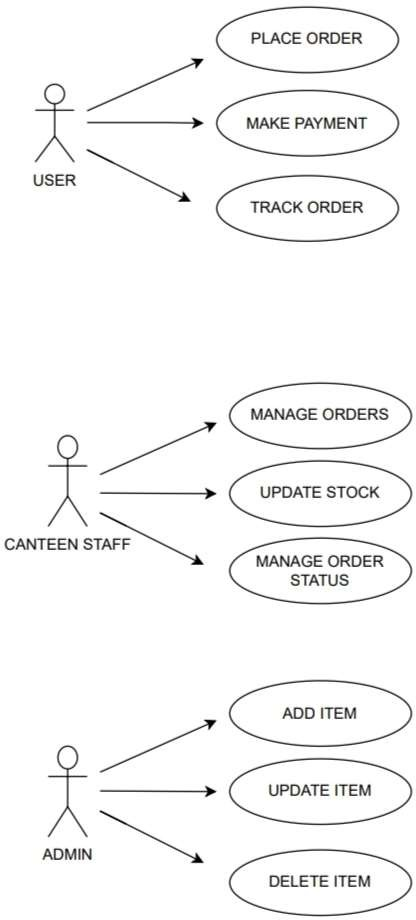 PLACE ORDER
MAKE PAYMENT
USER
TRACK ORDER
MANAGE ORDERS
UPDATE STOCK
CANTEEN STAFF
MANAGE ORDER
STATUS
ADD ITEM
UPDATE ITEM
ADMIN
DELETE ITEM